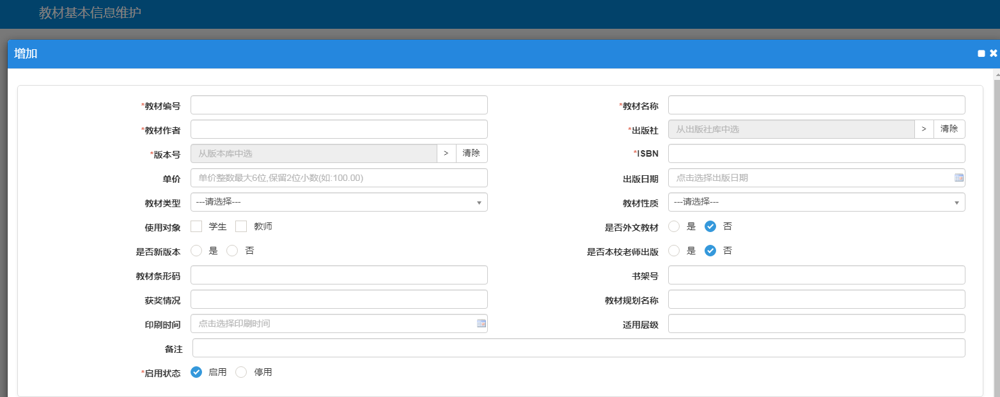 教材基本信息维护
增加
*教材编号 *教材名称
*教材作者 *出版社 从出版社库中选 > 清除
*版本号 从版本库中选 > 清除 *ISBN
单价 单价整数最大6位,保留2位小数(如:100.00) 出版日期 点击选择出版日期
教材类型 ---请选择--- 教材性质 ---请选择---
使用对象 学生 教师 是否外文教材 是 否
是否新版本 是 否 是否本校老师出版 是 否
教材条形码 书架号
获奖情况 教材规划名称
印刷时间 点击选择印刷时间 适用层级
备注
*启用状态 启用 停用